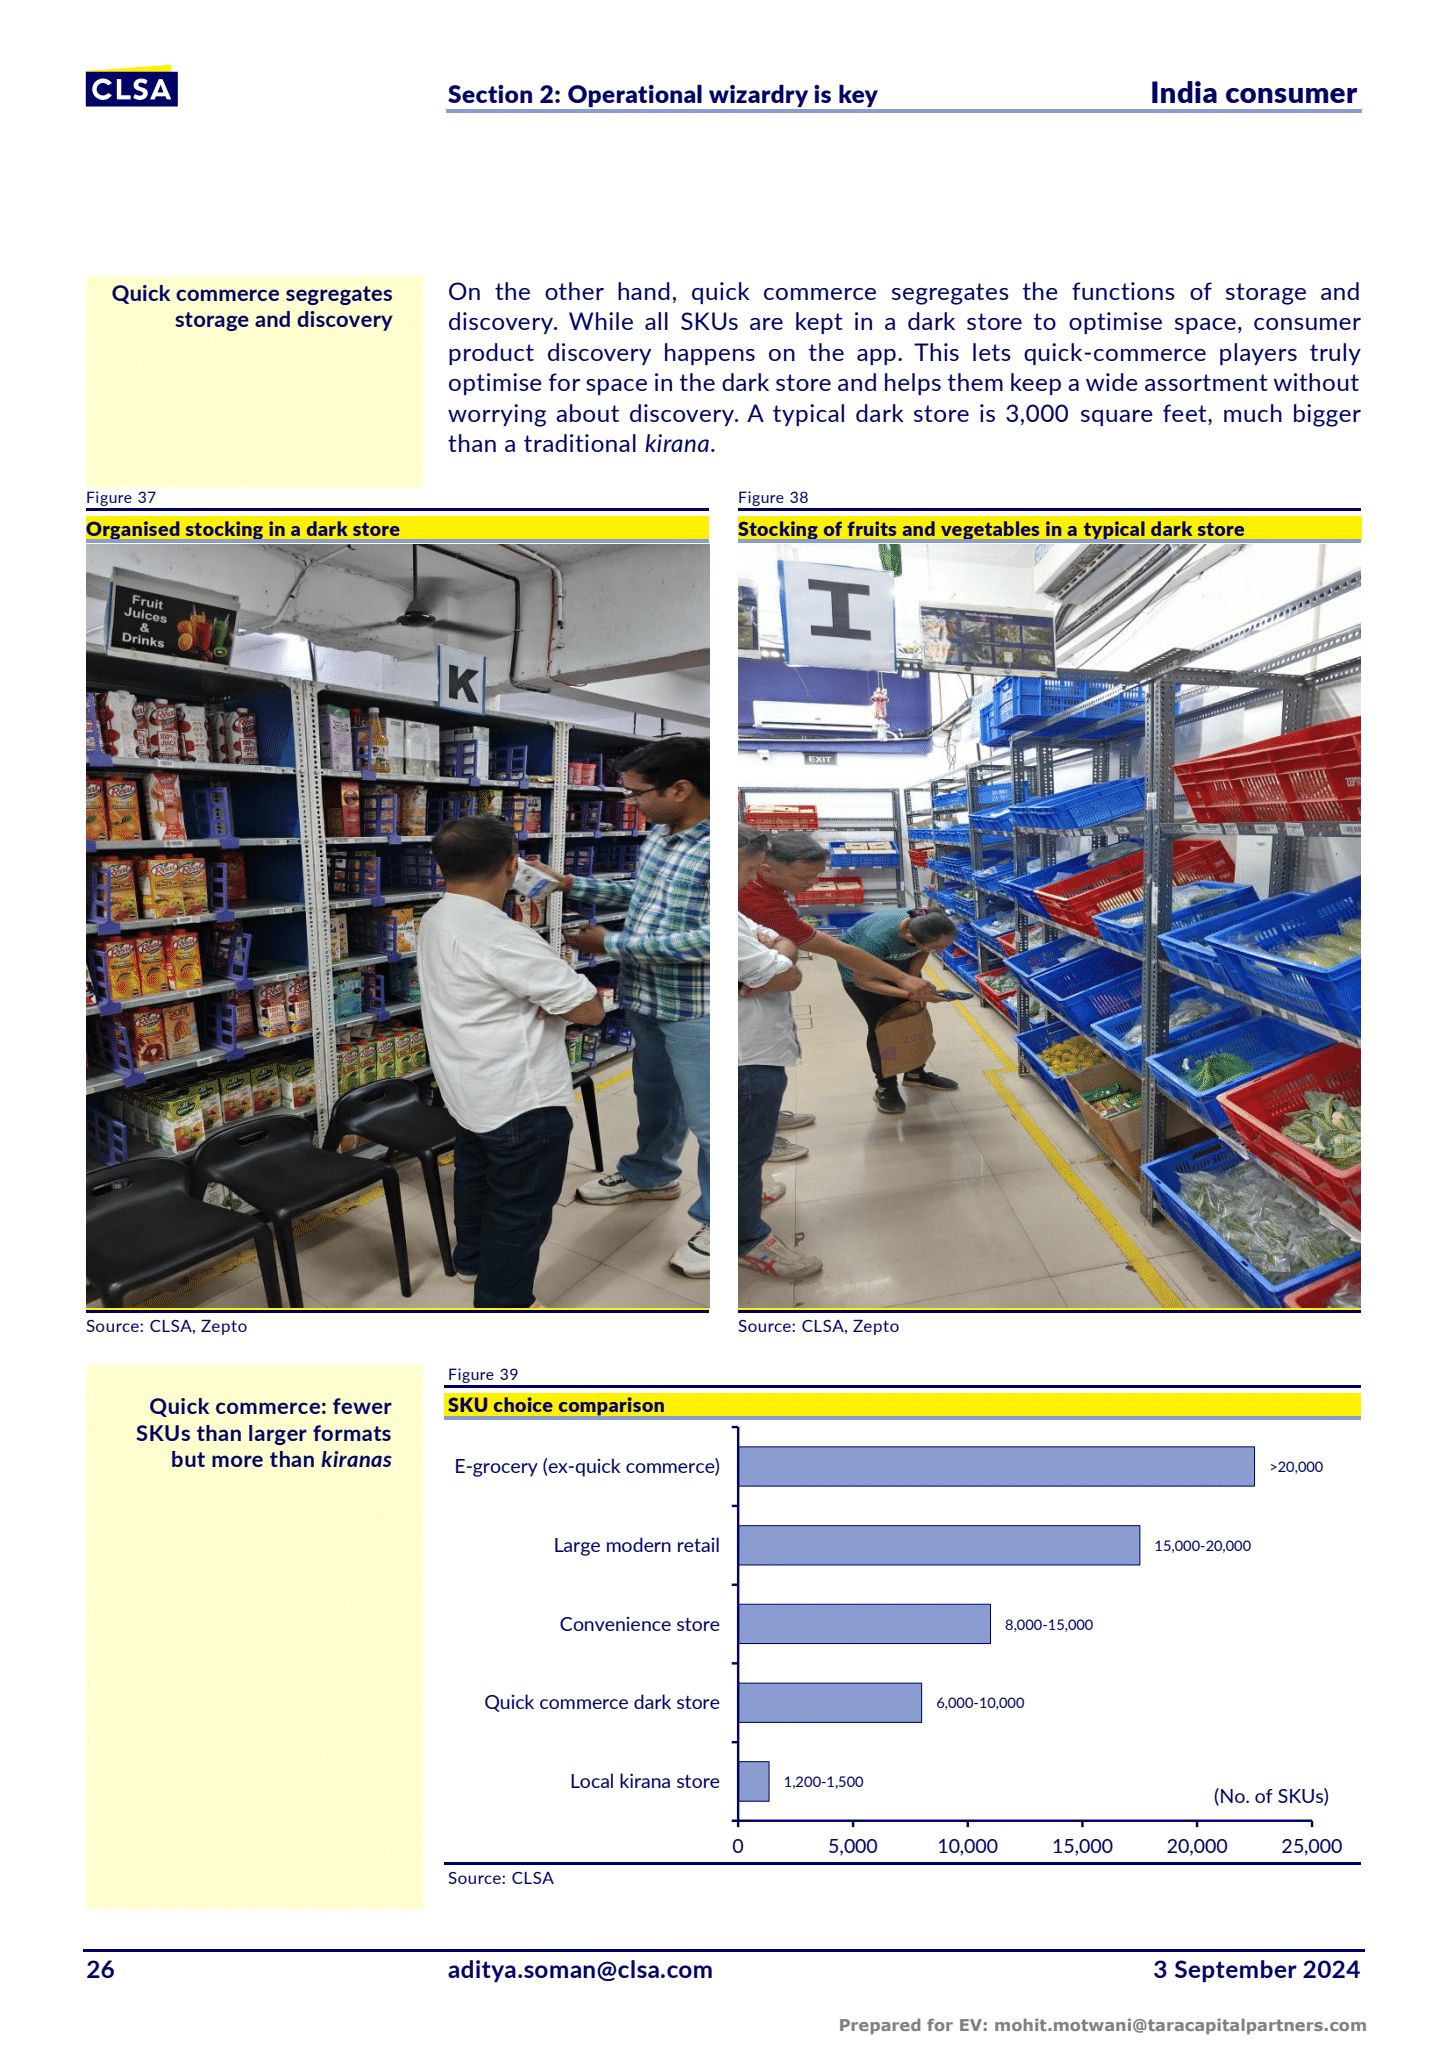 CLSA
Section 2: Operational wizardry is key
India consumer
Quick commerce segregates
storage and discovery
On the other hand, quick commerce segregates the functions of storage and
discovery. While all SKUs are kept in a dark store to optimise space, consumer
product discovery happens on the app. This lets quick-commerce players truly
optimise for space in the dark store and helps them keep a wide assortment without
worrying about discovery. A typical dark store is 3,000 square feet, much bigger
than a traditional kirana.
Figure 37
Organised stocking in a dark store
Fruit
Juices
&
Drinks
K
Source: CLSA, Zepto
Figure 38
Stocking of fruits and vegetables in a typical dark store
I
EXIT
Source: CLSA, Zepto
Quick commerce: fewer
SKUs than larger formats
but more than kiranas
Figure 39
SKU choice comparison
E-grocery (ex-quick commerce)
>20,000
Large modern retail
15,000-20,000
Convenience store
8,000-15,000
Quick commerce dark store
6,000-10,000
Local kirana store
1,200-1,500
(No. of SKUs)
0 5,000 10,000 15,000 20,000 25,000
Source: CLSA
26
aditya.soman@clsa.com
3 September 2024
Prepared for EV: mohit.motwani@taracapitalpartners.com